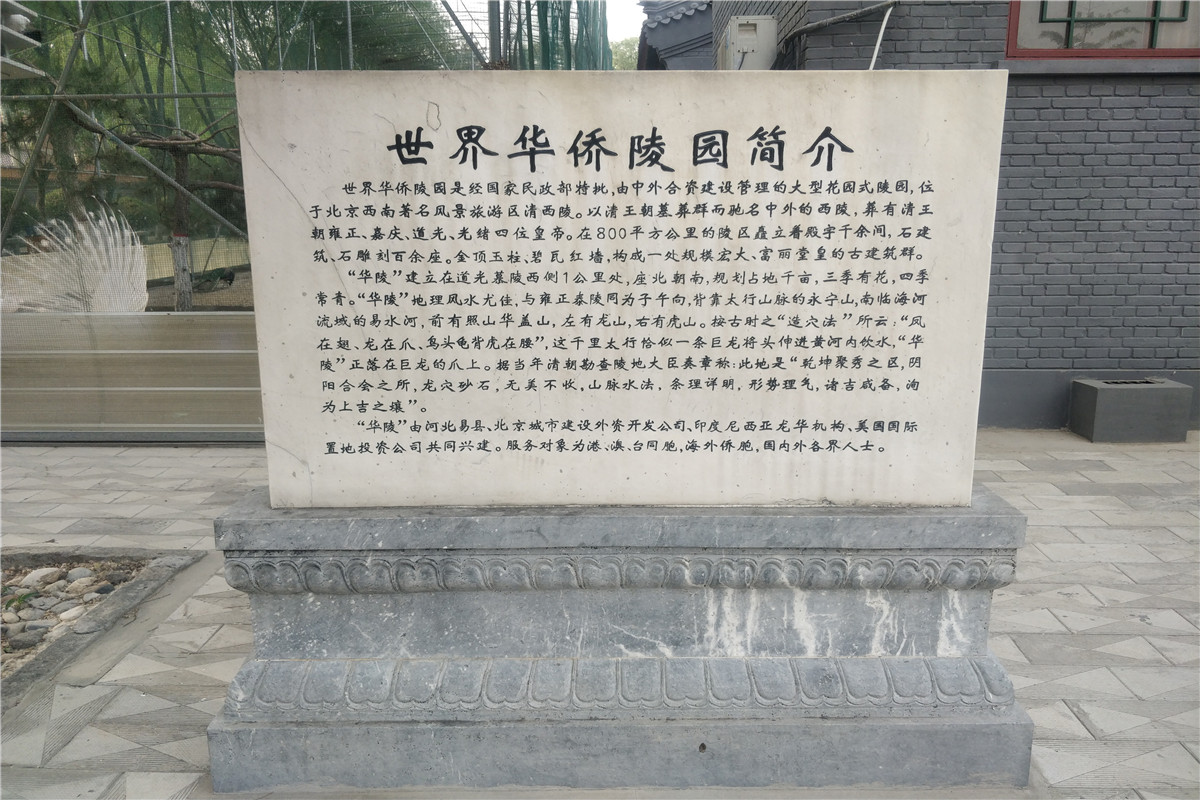 世界华侨陵园简介
世界华侨陵园是经国家民政部特批,由中外合资建设管理的大型花园式陵园,位
于北京西南著名风景旅游区清西陵。以清王朝墓葬群而驰名中外的西陵,葬有清王
朝雍正、嘉庆、道光、光绪四位皇帝。在800平方公里的陵区矗立着殿宇千余间,石建
筑、石雕刻百余座。金顶玉柱、碧瓦红墙,构成一处规模宏大、富丽堂皇的古建筑群。
“华陵”建立在道光墓陵西侧1公里处,座北朝南,规划占地千亩,三季有花,四季
常青。“华陵”地理风水尤佳,与雍正泰陵同为子午向,背靠太行山脉的永宁山,南临海河
流域的易水河,前有照山华盖山,左有龙山,右有虎山。按古时之“造穴法”所云:“凤
在翅、龙在爪、鸟头龟背虎在腰”,这千里太行恰似一条巨龙将头伸进黄河内饮水,“华
陵”正落在巨龙的爪上。据当年清朝勘查陵地大臣奏章称:此地是“乾坤聚秀之区,阴
阳合会之所,龙穴砂石,无美不收,山脉水法,条理详明,形势理气,诸吉咸备,洵
为上吉之壤”。
“华陵”由河北易县、北京城市建设外资开发公司、印度尼西亚龙华机构、美国国际
置地投资公司共同兴建。服务对象为港、澳、台同胞,海外侨胞,国内外各界人士。